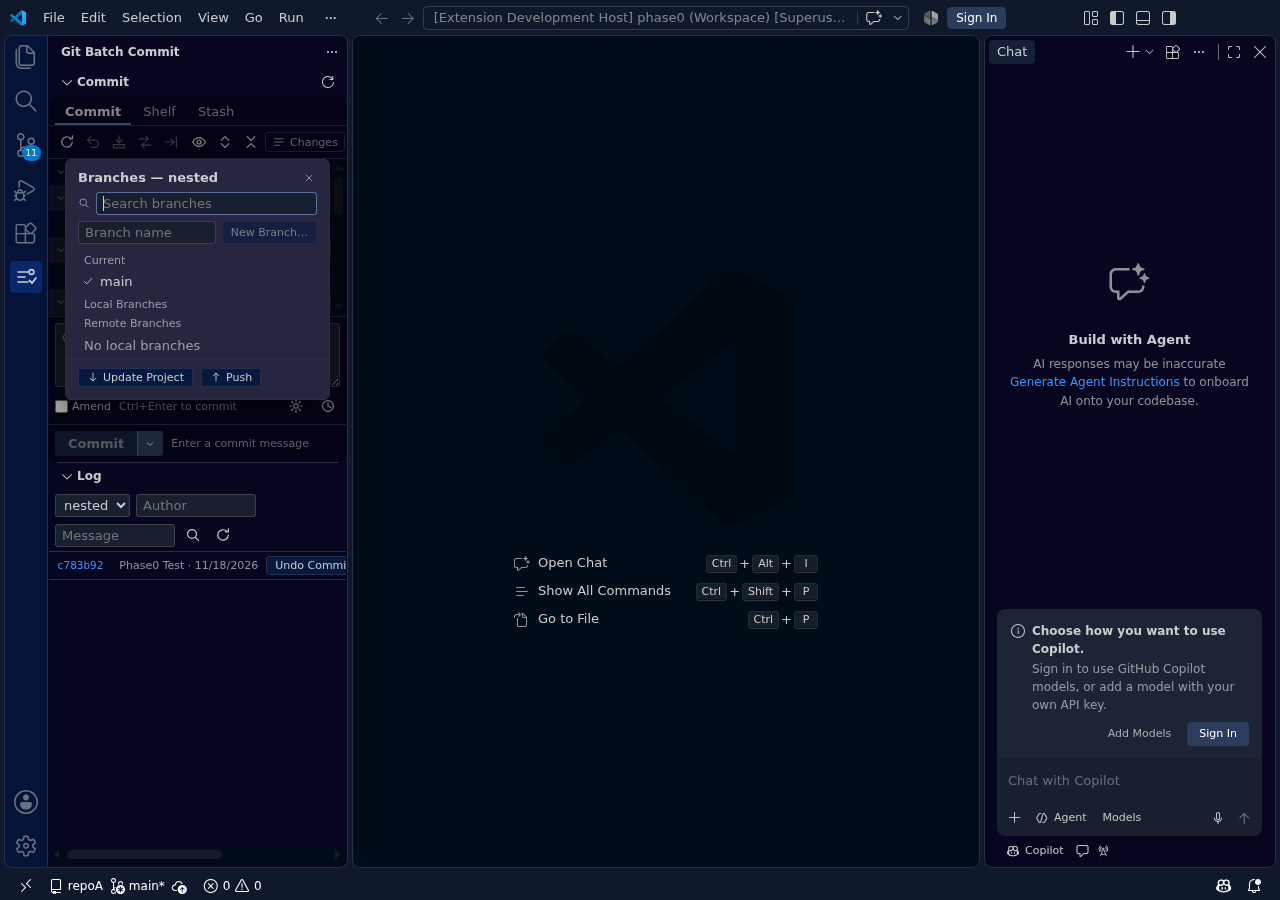 File Edit Selection View Go Run
[Extension Development Host] phase0 (Workspace) [Superus...
Sign In
Git Batch Commit
Commit
Commit Shelf Stash
Changes
11
Branches — nested
Search branches
Branch name New Branch...
Current
main
Local Branches
Remote Branches
No local branches
Update Project Push
Amend Ctrl+Enter to commit
Commit Enter a commit message
Log
nested Author
Message
c783b92 Phase0 Test · 11/18/2026 Undo Commi
Open Chat Ctrl + Alt + I
Show All Commands Ctrl + Shift + P
Go to File Ctrl + P
Chat
Build with Agent
AI responses may be inaccurate
Generate Agent Instructions to onboard
AI onto your codebase.
Choose how you want to use
Copilot.
Sign in to use GitHub Copilot
models, or add a model with your
own API key.
Add Models Sign In
Chat with Copilot
Agent Models
Copilot
repoA main* 0 0